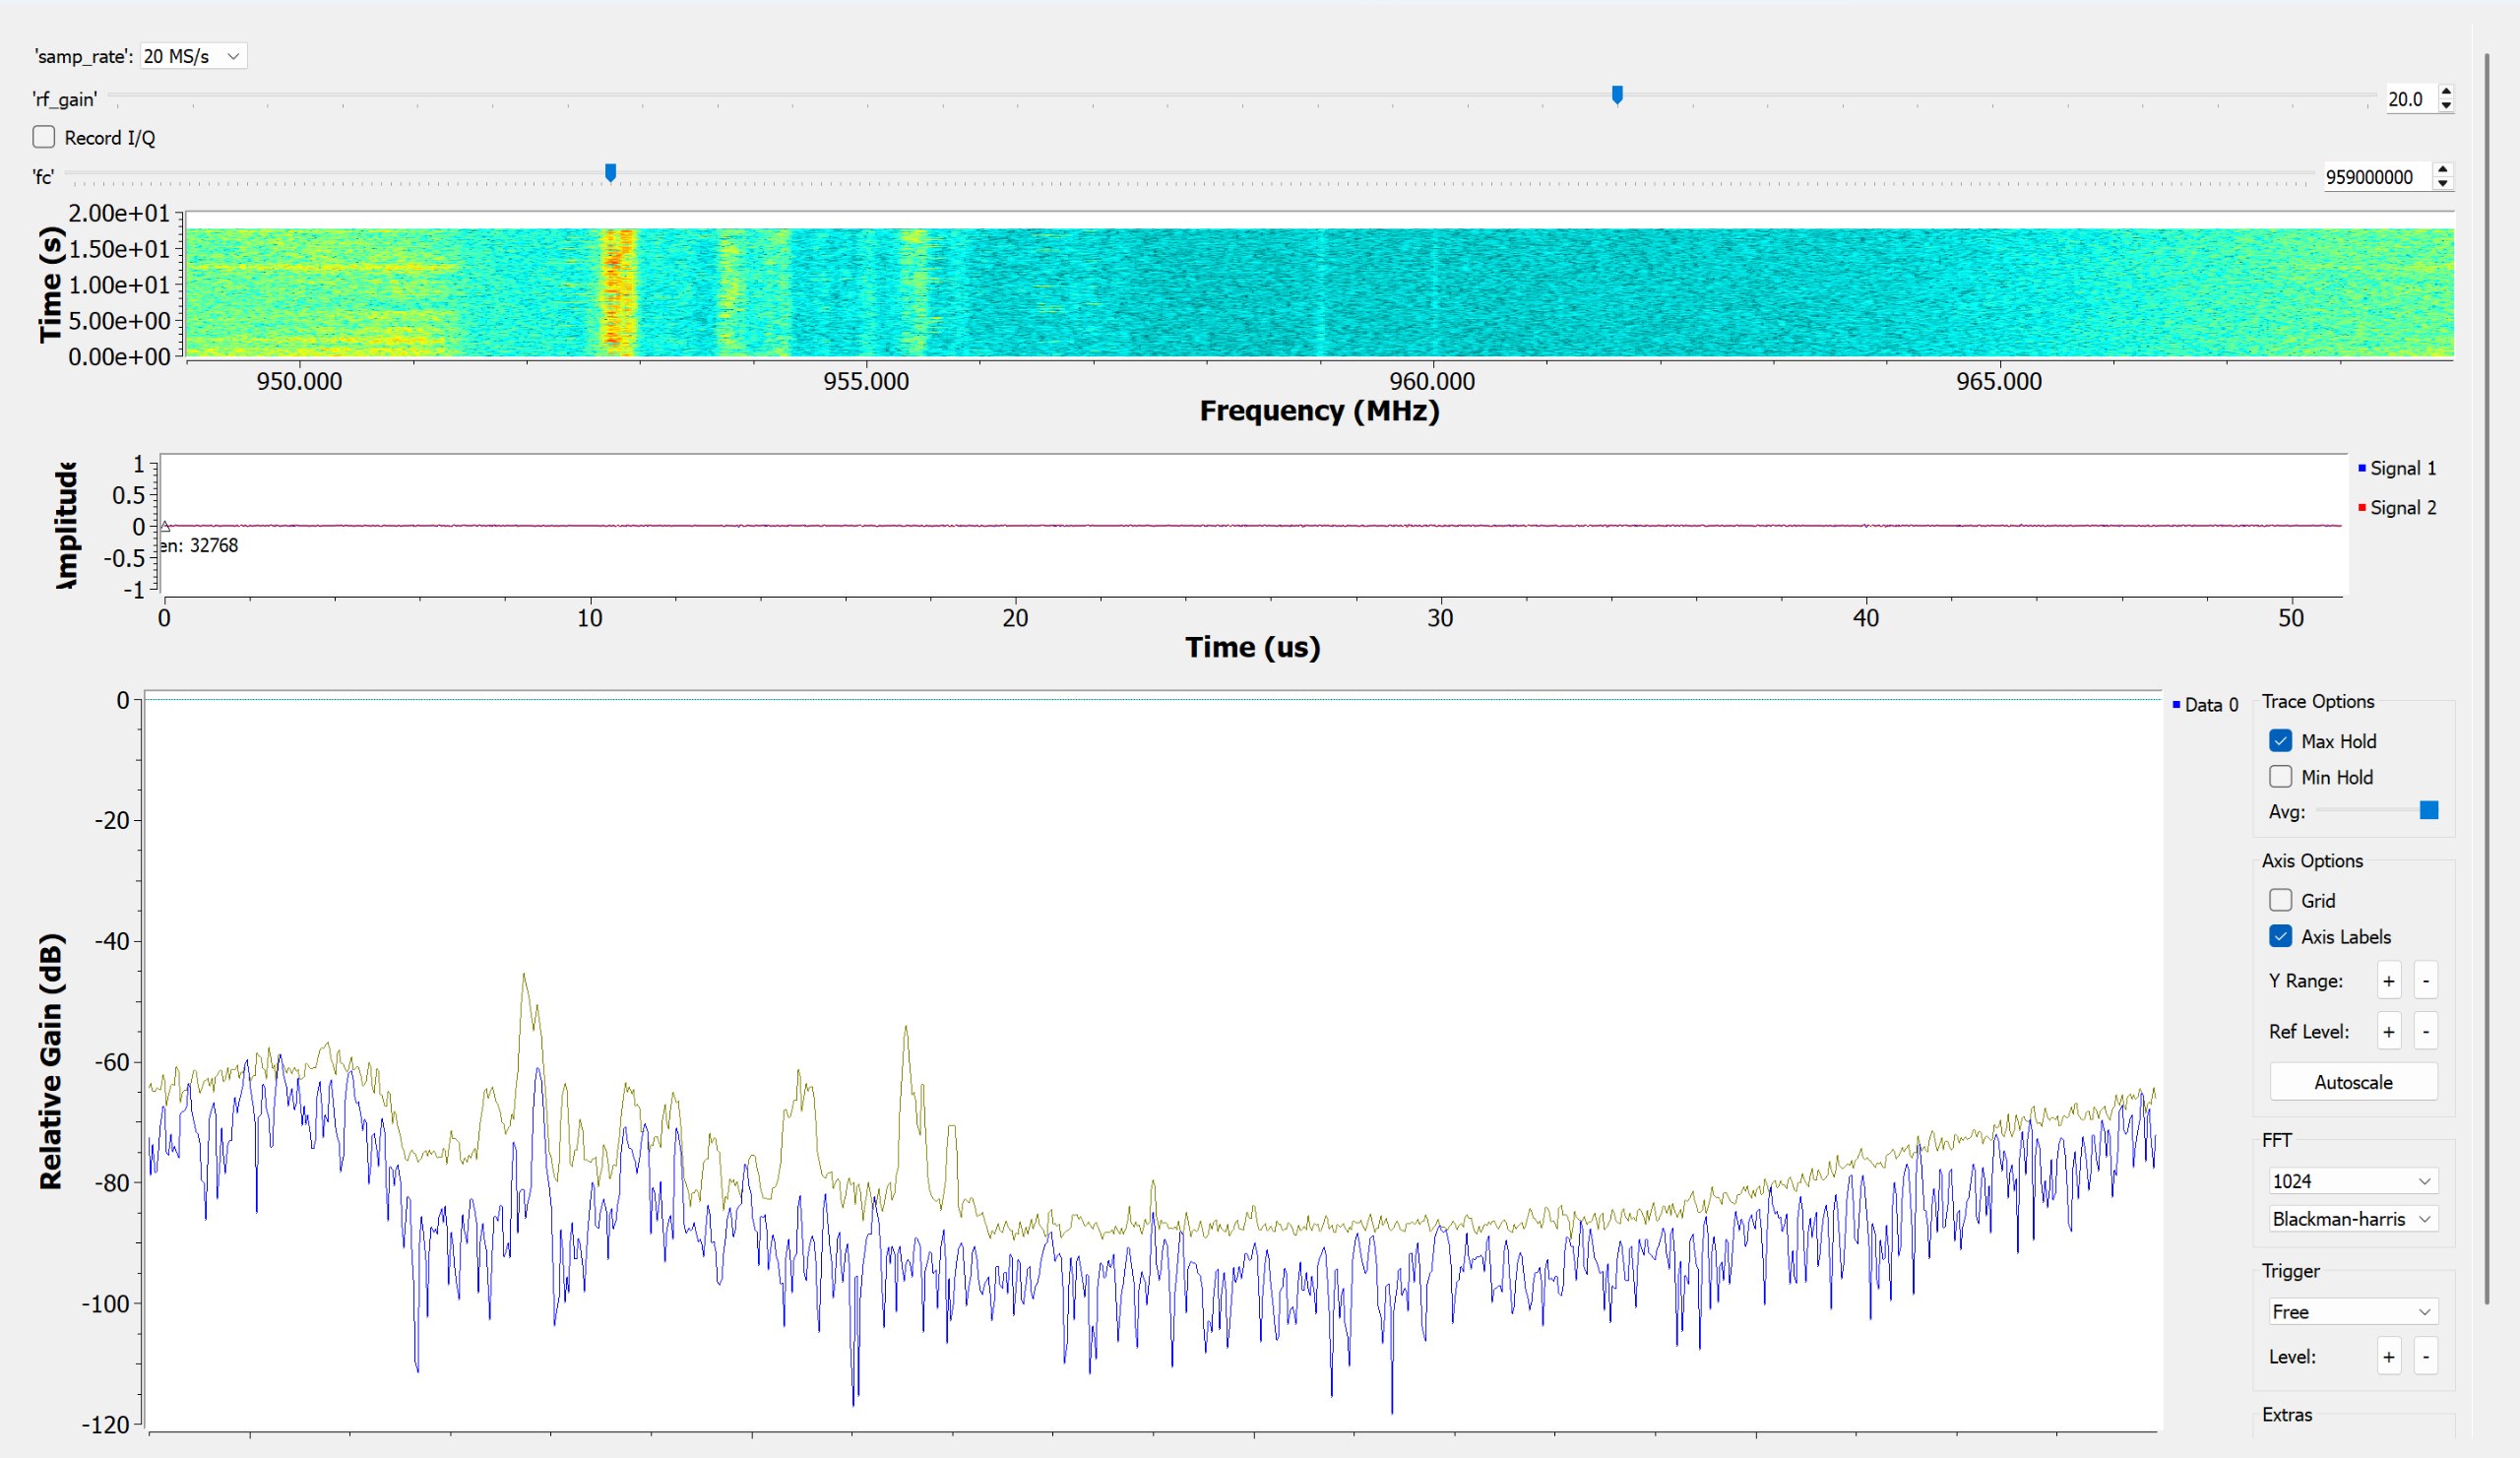 'samp_rate': 20 MS/s
'rf_gain' 20.0
Record I/Q
'fc' 959000000
Time (s)
2.00e+01
1.50e+01
1.00e+01
5.00e+00
0.00e+00
950.000 955.000 960.000 965.000
Frequency (MHz)
Amplitude
1
0.5
0
-0.5
-1
en: 32768
Signal 1
Signal 2
0 10 20 30 40 50
Time (us)
Relative Gain (dB)
0
-20
-40
-60
-80
-100
-120
Data 0
Trace Options
Max Hold
Min Hold
Avg:
Axis Options
Grid
Axis Labels
Y Range: + -
Ref Level: + -
Autoscale
FFT
1024
Blackman-harris
Trigger
Free
Level: + -
Extras